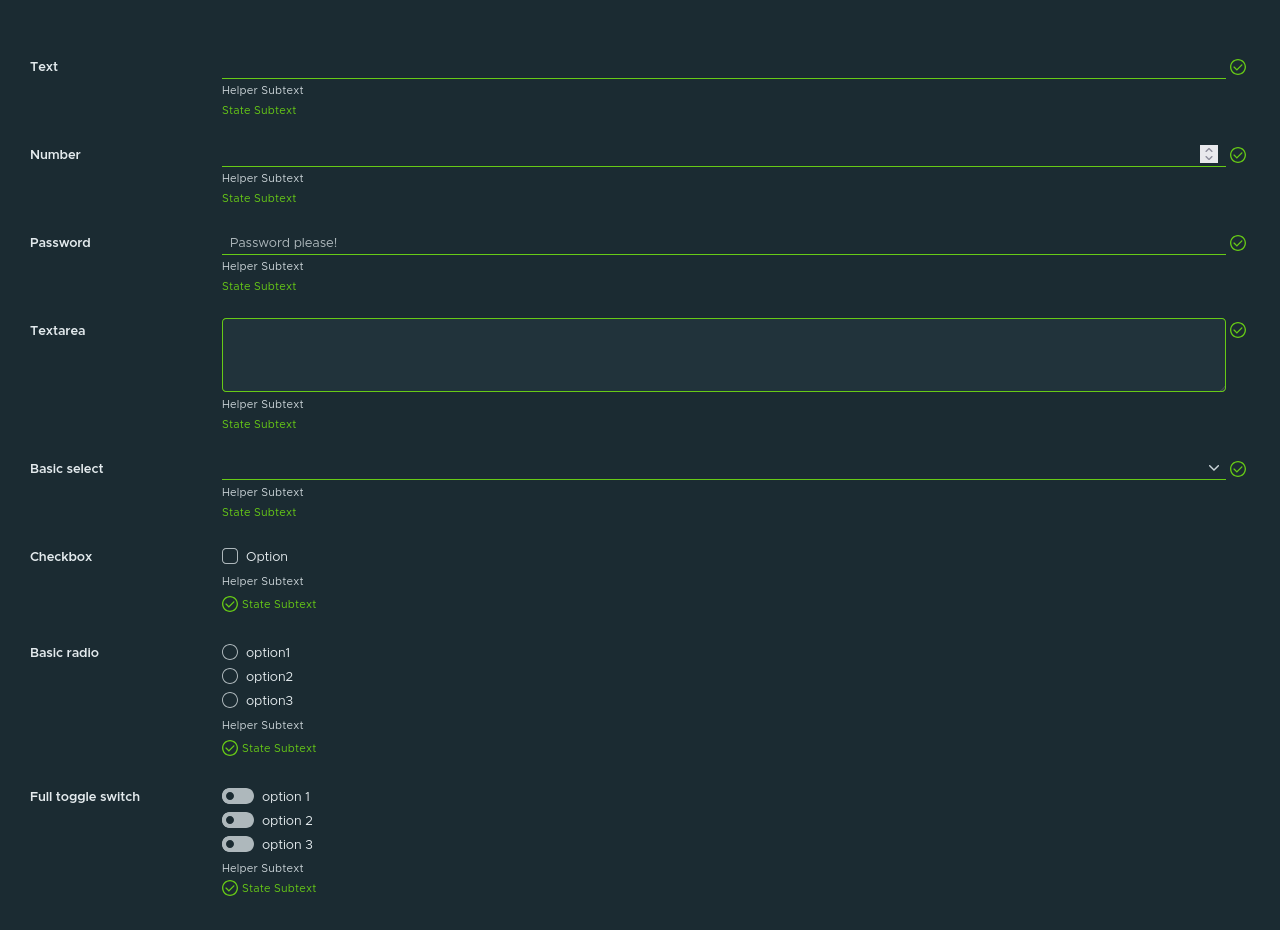 Text
Helper Subtext
State Subtext
Number
Helper Subtext
State Subtext
Password
Password please!
Helper Subtext
State Subtext
Textarea
Helper Subtext
State Subtext
Basic select
Helper Subtext
State Subtext
Checkbox
Option
Helper Subtext
State Subtext
Basic radio
option1
option2
option3
Helper Subtext
State Subtext
Full toggle switch
option 1
option 2
option 3
Helper Subtext
State Subtext